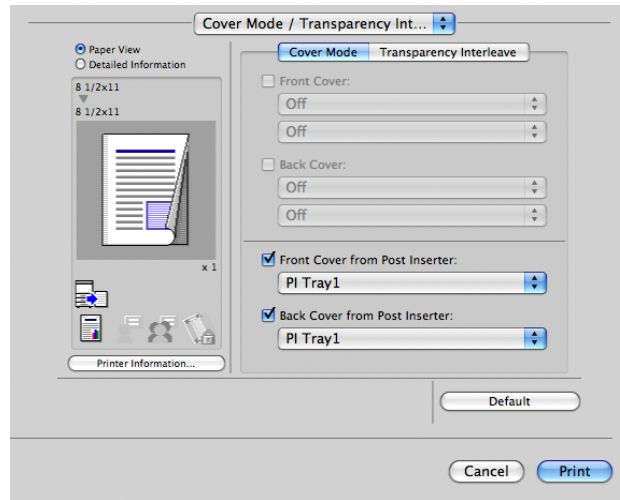 Cover Mode / Transparency Int...
Paper View
Detailed Information
8 1/2x11
8 1/2x11
x 1
Printer Information...
Cover Mode
Transparency Interleave
Front Cover:
Off
Off
Back Cover:
Off
Off
Front Cover from Post Inserter:
PI Tray1
Back Cover from Post Inserter:
PI Tray1
Default
Cancel
Print